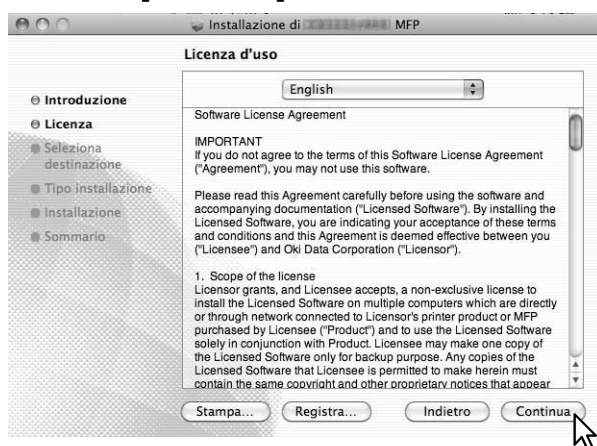 Installazione di MFP
Licenza d'uso
English
Introduzione
Licenza
Seleziona
destinazione
Tipo installazione
Installazione
Sommario
Software License Agreement
IMPORTANT
If you do not agree to the terms of this Software License Agreement
("Agreement"), you may not use this software.
Please read this Agreement carefully before using the software and
accompanying documentation ("Licensed Software"). By installing the
Licensed Software, you are indicating your acceptance of these terms
and conditions and this Agreement is deemed effective between you
("Licensee") and Oki Data Corporation ("Licensor").
1. Scope of the license
Licensor grants, and Licensee accepts, a non-exclusive license to
install the Licensed Software on multiple computers which are directly
or through network connected to Licensor's printer product or MFP
purchased by Licensee ("Product") and to use the Licensed Software
solely in conjunction with Product. Licensee may make one copy of
the Licensed Software only for backup purpose. Any copies of the
Licensed Software that Licensee is permitted to make herein must
contain the same copyright and other proprietary notices that appear
Stampa... Registra... Indietro Continua